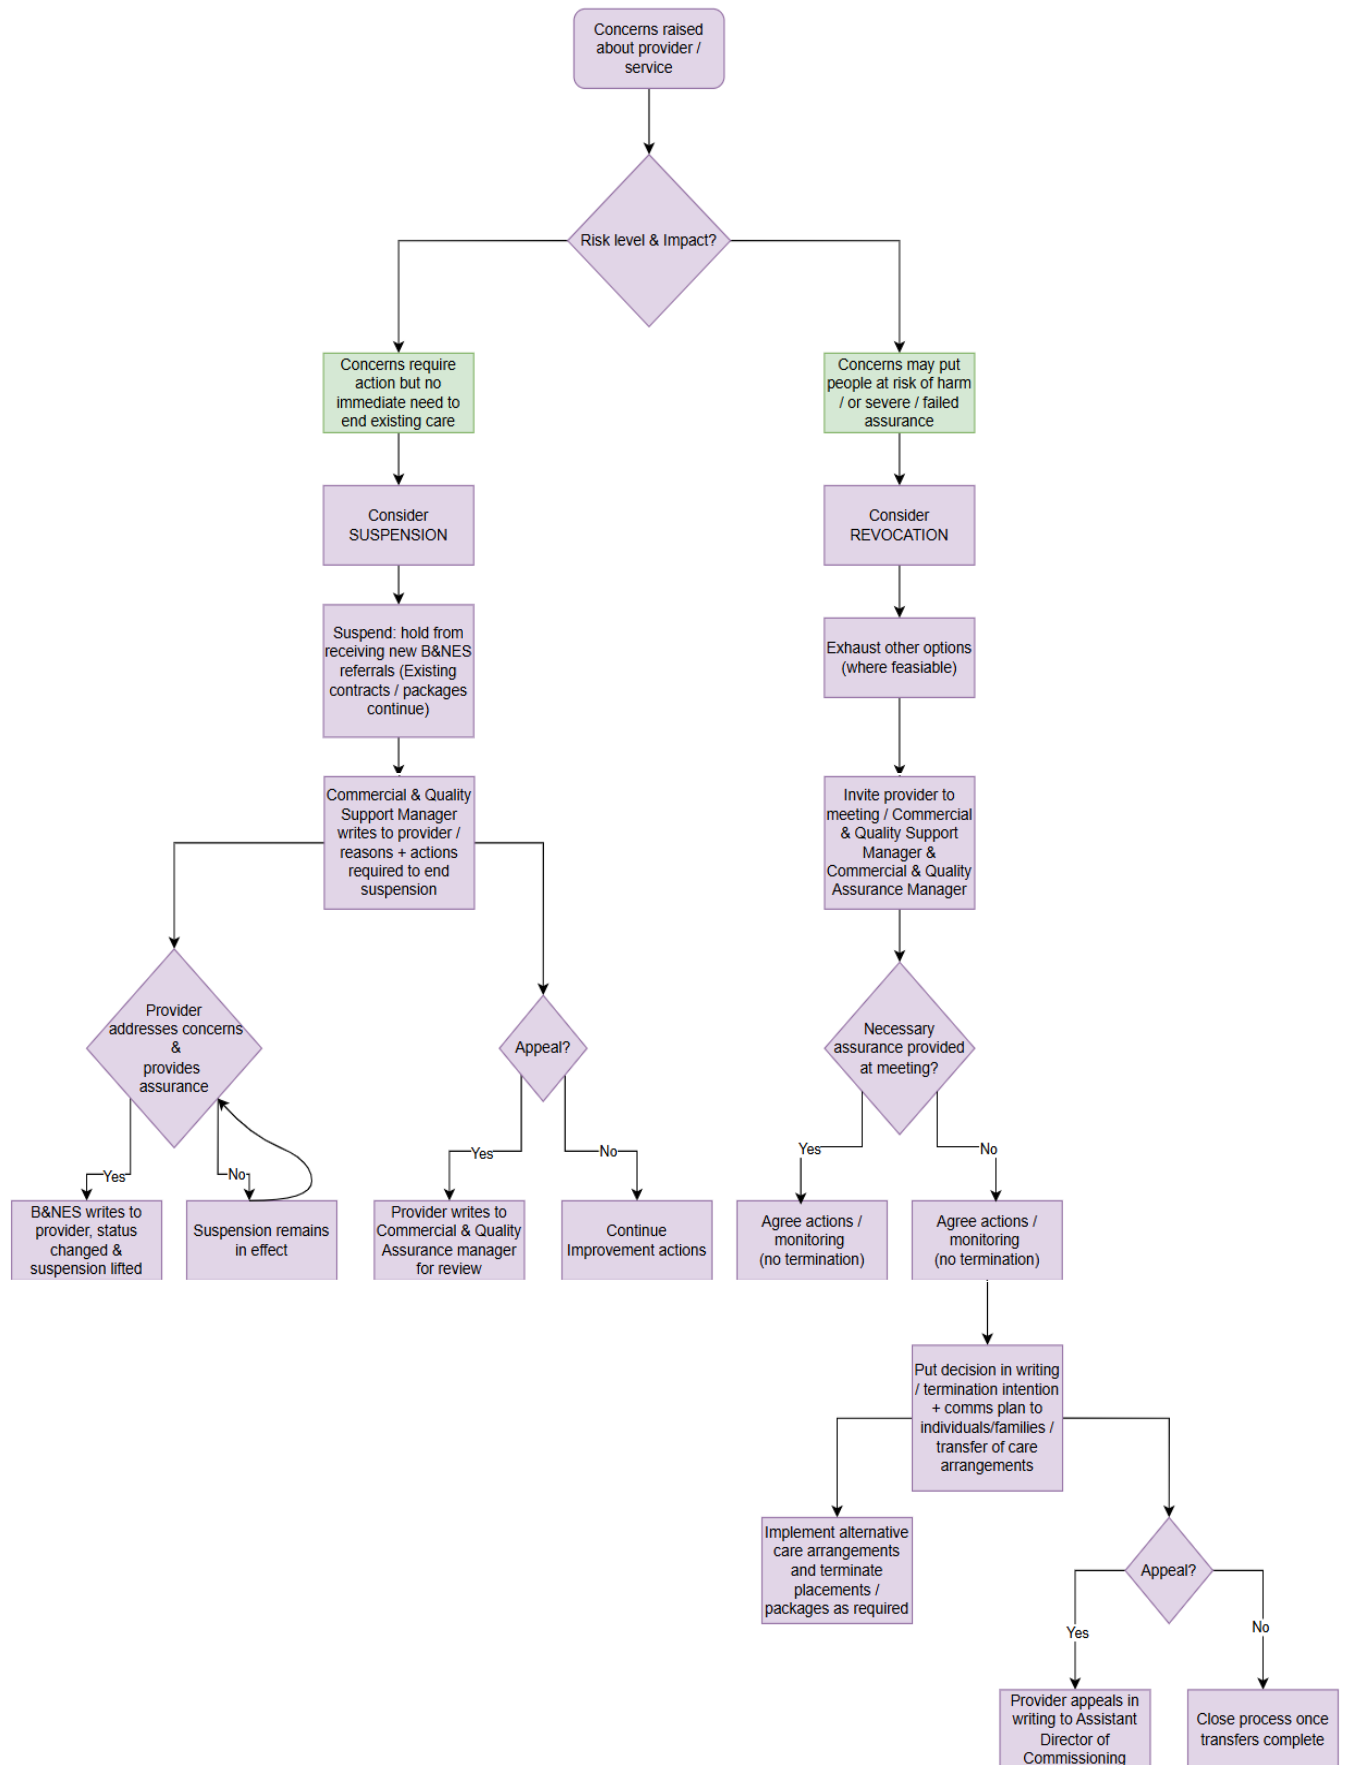 Concerns raised
about provider /
service
Risk level & Impact?
Concerns require
action but no
immediate need to
end existing care
Concerns may put
people at risk of harm
/ or severe / failed
assurance
Consider
SUSPENSION
Consider
REVOCATION
Suspend: hold from
receiving new B&NES
referrals (Existing
contracts / packages
continue)
Exhaust other options
(where feasiable)
Commercial & Quality
Support Manager
writes to provider /
reasons + actions
required to end
suspension
Invite provider to
meeting / Commercial
& Quality Support
Manager &
Commercial & Quality
Assurance Manager
Provider
addresses concerns
&
provides
assurance
Appeal?
Necessary
assurance provided
at meeting?
Yes
No
Yes
No
Yes
No
B&NES writes to
provider, status
changed &
suspension lifted
Suspension remains
in effect
Provider writes to
Commercial & Quality
Assurance manager
for review
Continue
Improvement actions
Agree actions /
monitoring
(no termination)
Agree actions /
monitoring
(no termination)
Put decision in writing
/ termination intention
+ comms plan to
individuals/families /
transfer of care
arrangements
Implement alternative
care arrangements
and terminate
placements /
packages as required
Appeal?
Yes
No
Provider appeals in
writing to Assistant
Director of
Commissioning
Close process once
transfers complete